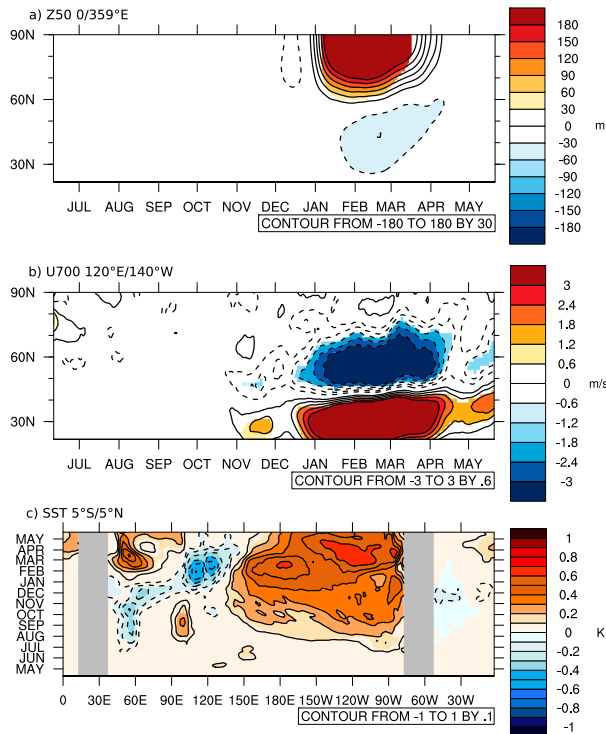 a) Z50 0/359°E
90N
60N
30N
JUL AUG SEP OCT NOV DEC JAN FEB MAR APR MAY
CONTOUR FROM -180 TO 180 BY 30
180
150
120
90
60
30
0
-30
-60
-90
-120
-150
-180
m
b) U700 120°E/140°W
90N
60N
30N
JUL AUG SEP OCT NOV DEC JAN FEB MAR APR MAY
CONTOUR FROM -3 TO 3 BY .6
3
2.4
1.8
1.2
0.6
0
-0.6
-1.2
-1.8
-2.4
-3
m/s
c) SST 5°S/5°N
MAY
APR
MAR
FEB
JAN
DEC
NOV
OCT
SEP
AUG
JUL
JUN
MAY
0 30E 60E 90E 120E 150E 180E 150W 120W 90W 60W 30W
CONTOUR FROM -1 TO 1 BY .1
1
0.8
0.6
0.4
0.2
0
-0.2
-0.4
-0.6
-0.8
-1
K